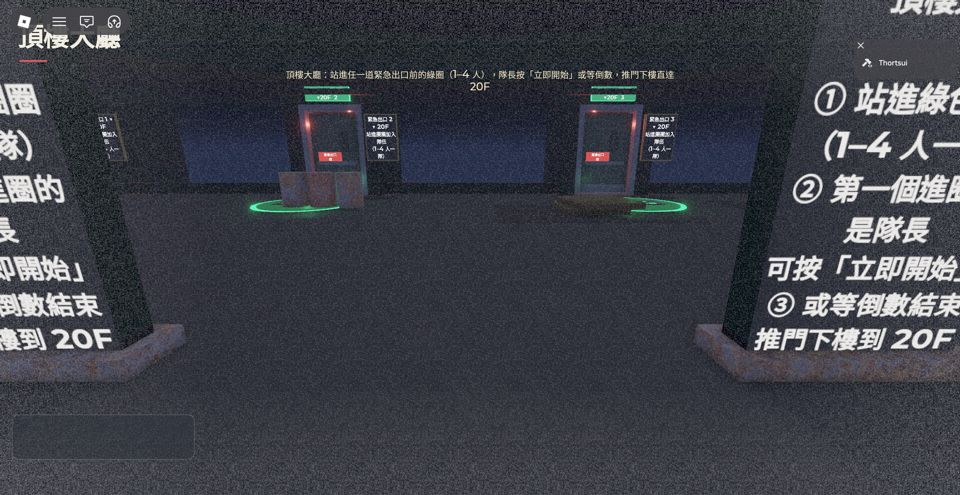 頂樓大廳
頂樓大廳：站進任一道緊急出口前的綠圈（1–4 人），隊長按「立即開始」或等倒數，推門下樓直達
20F
Thortsui
圈
隊）
進圈的
長
即開始」
倒數結束
樓到 20F
緊急出口 2
+ 20F
站進圈圈加入
隊伍
（1–4 人一
隊）
緊急出口 3
+ 20F
站進圈圈加入
隊伍
（1–4 人一
隊）
頂樓
① 站進綠色
（1–4 人一
② 第一個進圈
是隊長
可按「立即開始」
③ 或等倒數結束
推門下樓到 20F